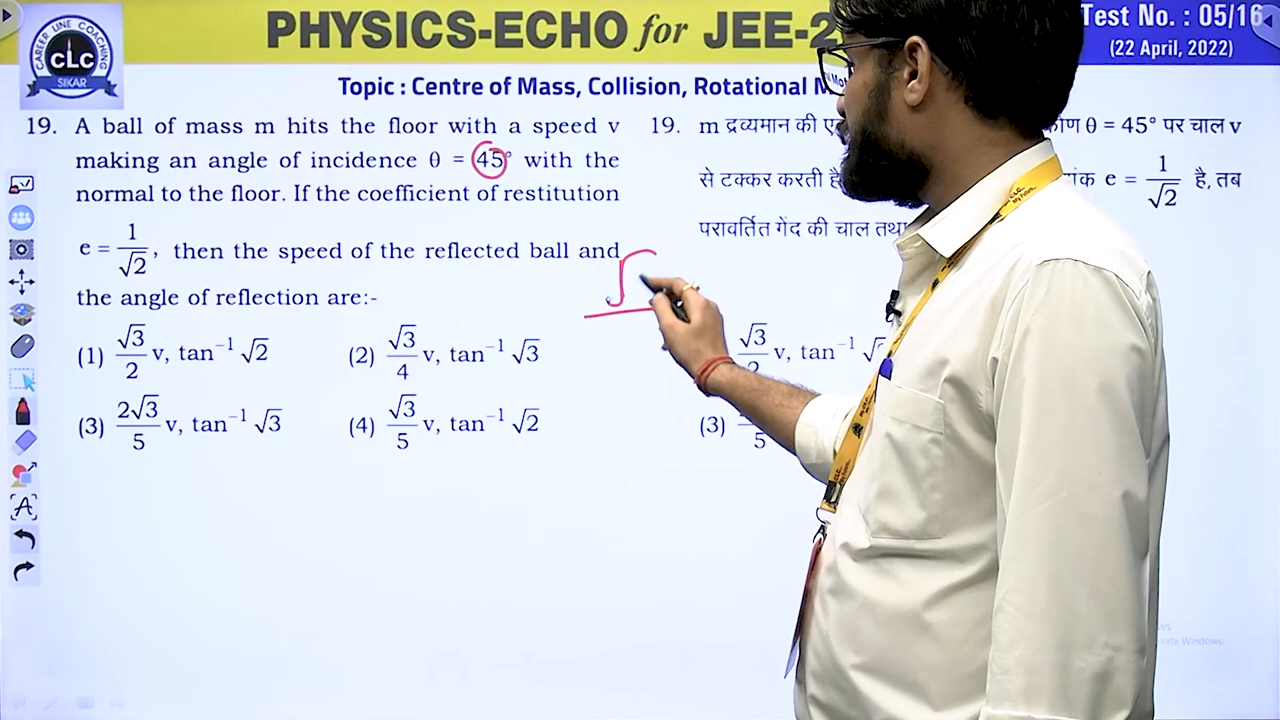 CAREER LINE COACHING
CLC
SIKAR
PHYSICS-ECHO for JEE-2
Test No. : 05/16
(22 April, 2022)
Topic : Centre of Mass, Collision, Rotational M
19. A ball of mass m hits the floor with a speed v
making an angle of incidence θ = 45° with the
normal to the floor. If the coefficient of restitution
e = 1/√2, then the speed of the reflected ball and
the angle of reflection are:-
(1) √3/2 v, tan⁻¹ √2
(2) √3/4 v, tan⁻¹ √3
(3) 2√3/5 v, tan⁻¹ √3
(4) √3/5 v, tan⁻¹ √2
19. m द्रव्यमान की θ = 45° पर चाल v
से टक्कर करती e = 1/√2 है, तब
परावर्तित गेंद की चाल तथा
√3 v, tan⁻¹
(3)
5